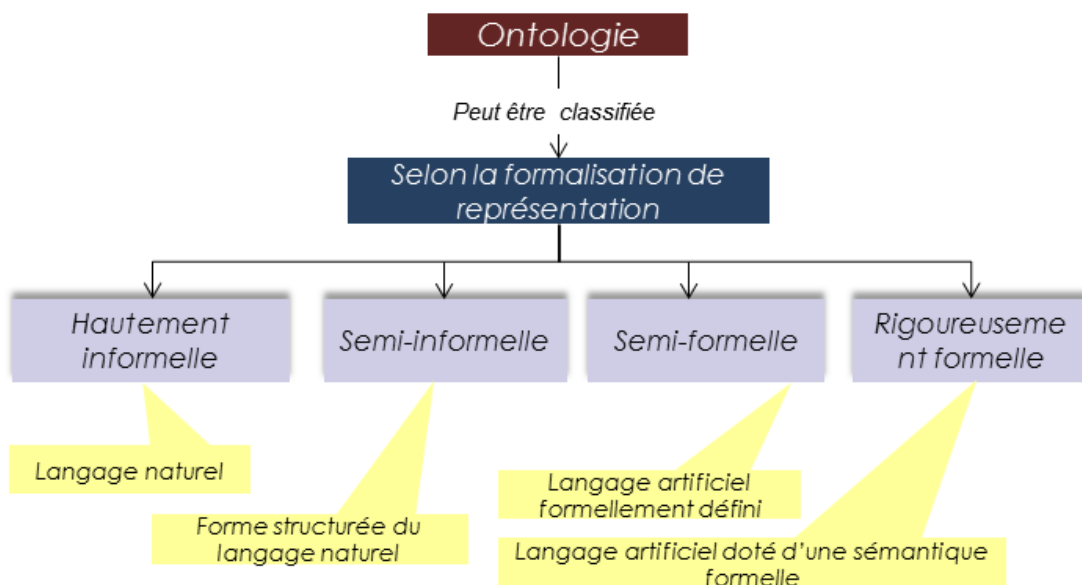 Ontologie
Peut être classifiée
Selon la formalisation de
représentation
Hautement
informelle
Semi-informelle
Semi-formelle
Rigoureuseme
nt formelle
Langage naturel
Forme structurée du
langage naturel
Langage artificiel
formellement défini
Langage artificiel doté d'une sémantique
formelle